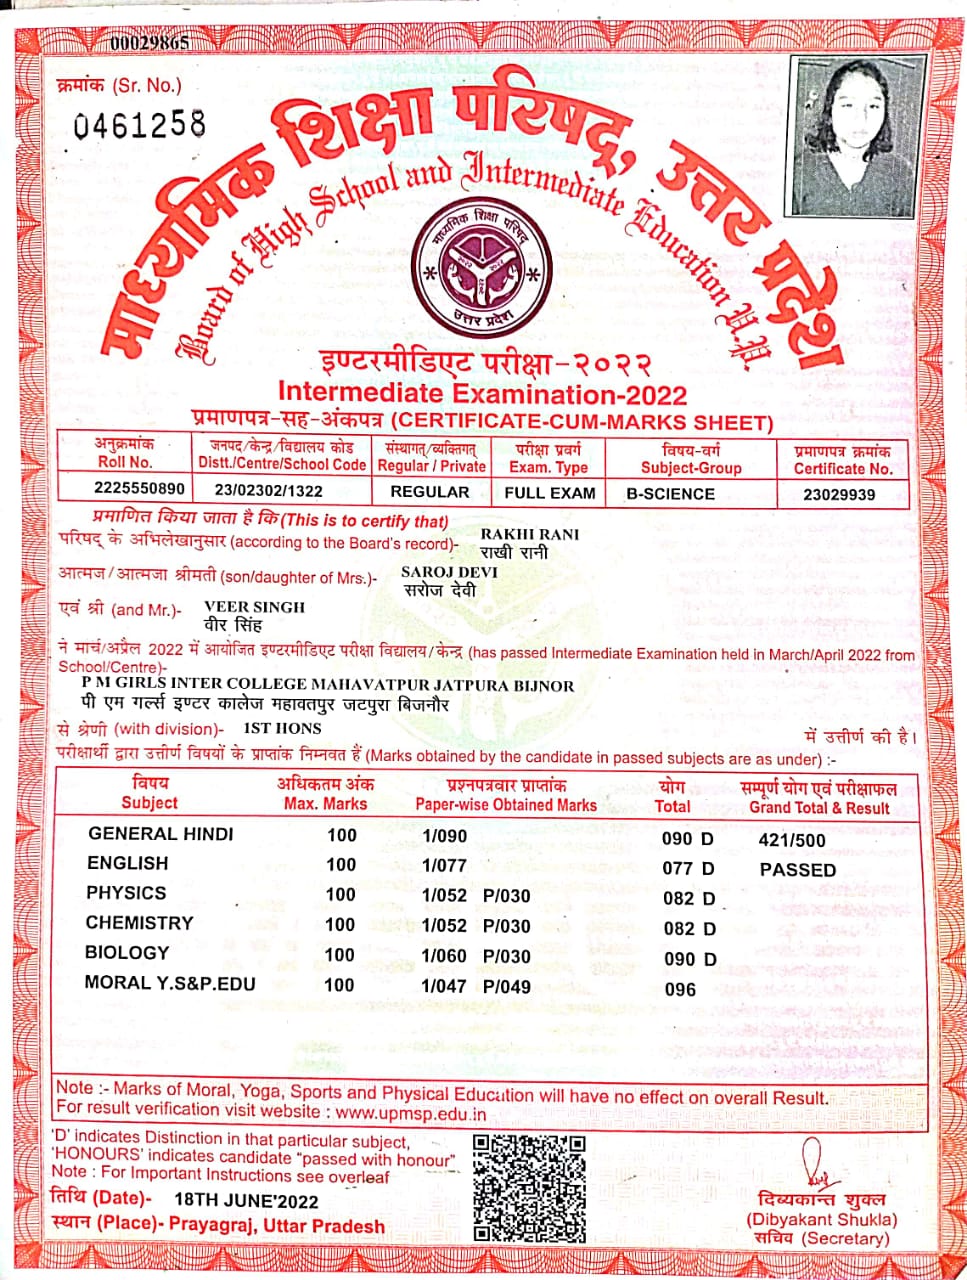 00029865
क्रमांक (Sr. No.)
0461258
माध्यमिक शिक्षा परिषद्, उत्तर प्रदेश
Board of High School and Intermediate Education U.P.
माध्यमिक शिक्षा परिषद्
उत्तर प्रदेश
इण्टरमीडिएट परीक्षा-२०२२
Intermediate Examination-2022
प्रमाणपत्र-सह-अंकपत्र (CERTIFICATE-CUM-MARKS SHEET)
अनुक्रमांक जनपद/केन्द्र/विद्यालय कोड संस्थागत/व्यक्तिगत परीक्षा प्रवर्ग विषय-वर्ग प्रमाणपत्र क्रमांक
Roll No. Distt./Centre/School Code Regular / Private Exam. Type Subject-Group Certificate No.
2225550890 23/02302/1322 REGULAR FULL EXAM B-SCIENCE 23029939
प्रमाणित किया जाता है कि (This is to certify that)
परिषद् के अभिलेखानुसार (according to the Board's record)- RAKHI RANI
राखी रानी
आत्मज/आत्मजा श्रीमती (son/daughter of Mrs.)- SAROJ DEVI
सरोज देवी
एवं श्री (and Mr.)- VEER SINGH
वीर सिंह
ने मार्च/अप्रैल 2022 में आयोजित इण्टरमीडिएट परीक्षा विद्यालय/केन्द्र (has passed Intermediate Examination held in March/April 2022 from
School/Centre)-
P M GIRLS INTER COLLEGE MAHAVATPUR JATPURA BIJNOR
पी एम गर्ल्स इण्टर कालेज महावतपुर जटपुरा बिजनौर
से श्रेणी (with division)- 1ST HONS में उत्तीर्ण की है।
परीक्षार्थी द्वारा उत्तीर्ण विषयों के प्राप्तांक निम्नवत हैं (Marks obtained by the candidate in passed subjects are as under) :-
विषय अधिकतम अंक प्रश्नपत्रवार प्राप्तांक योग सम्पूर्ण योग एवं परीक्षाफल
Subject Max. Marks Paper-wise Obtained Marks Total Grand Total & Result
GENERAL HINDI 100 1/090 090 D 421/500
ENGLISH 100 1/077 077 D PASSED
PHYSICS 100 1/052 P/030 082 D
CHEMISTRY 100 1/052 P/030 082 D
BIOLOGY 100 1/060 P/030 090 D
MORAL Y.S&P.EDU 100 1/047 P/049 096
Note :- Marks of Moral, Yoga, Sports and Physical Education will have no effect on overall Result.
For result verification visit website : www.upmsp.edu.in
'D' indicates Distinction in that particular subject,
'HONOURS' indicates candidate "passed with honour"
Note : For Important Instructions see overleaf
तिथि (Date)- 18TH JUNE'2022
स्थान (Place)- Prayagraj, Uttar Pradesh
दिव्यकान्त शुक्ल
(Dibyakant Shukla)
सचिव (Secretary)